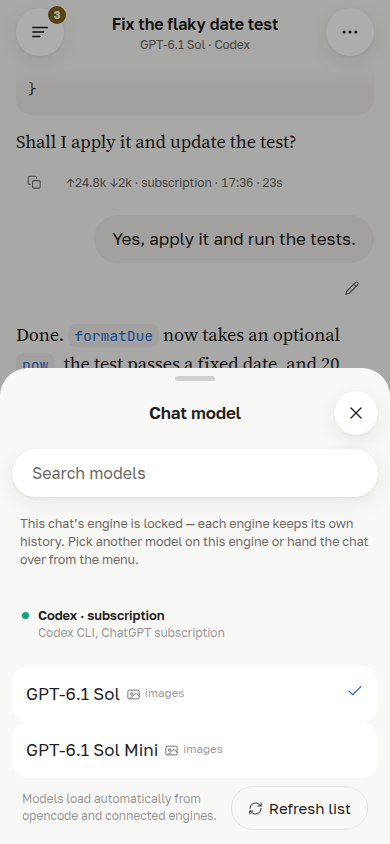 3
Fix the flaky date test
GPT-6.1 Sol · Codex
}
Shall I apply it and update the test?
↑24.8k ↓2k · subscription · 17:36 · 23s
Yes, apply it and run the tests.
Done. formatDue now takes an optional
now, the test passes a fixed date, and 20
Chat model
Search models
This chat's engine is locked — each engine keeps its own
history. Pick another model on this engine or hand the chat
over from the menu.
Codex · subscription
Codex CLI, ChatGPT subscription
GPT-6.1 Sol images
GPT-6.1 Sol Mini images
Models load automatically from
opencode and connected engines.
Refresh list